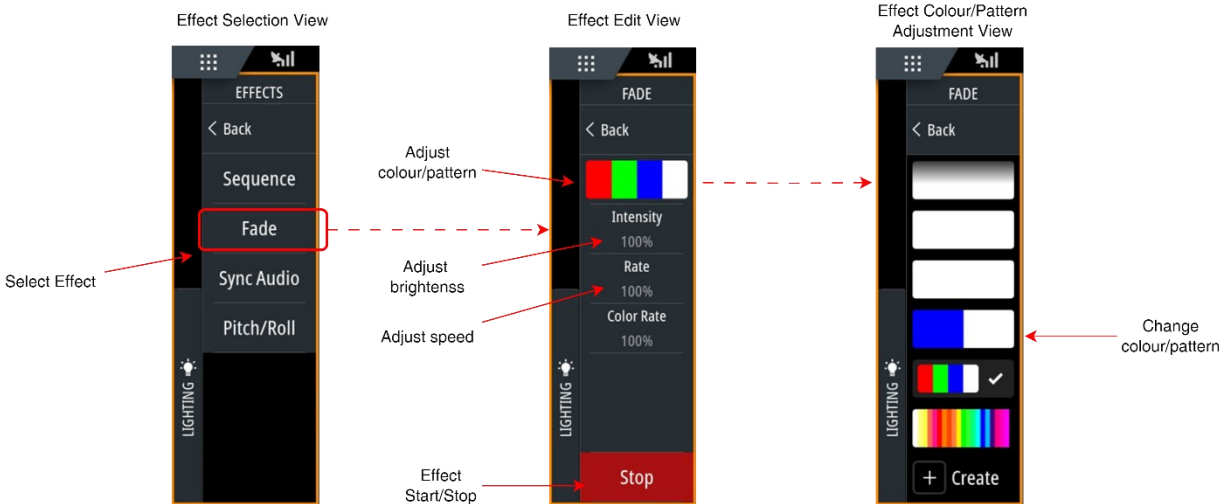 Effect Selection View
EFFECTS
Back
Sequence
Fade
Sync Audio
Pitch/Roll
LIGHTING
Select Effect
Effect Edit View
FADE
Back
Intensity
100%
Rate
100%
Color Rate
100%
LIGHTING
Stop
Adjust
colour/pattern
Adjust
brightenss
Adjust speed
Effect
Start/Stop
Effect Colour/Pattern
Adjustment View
FADE
Back
LIGHTING
+ Create
Change
colour/pattern